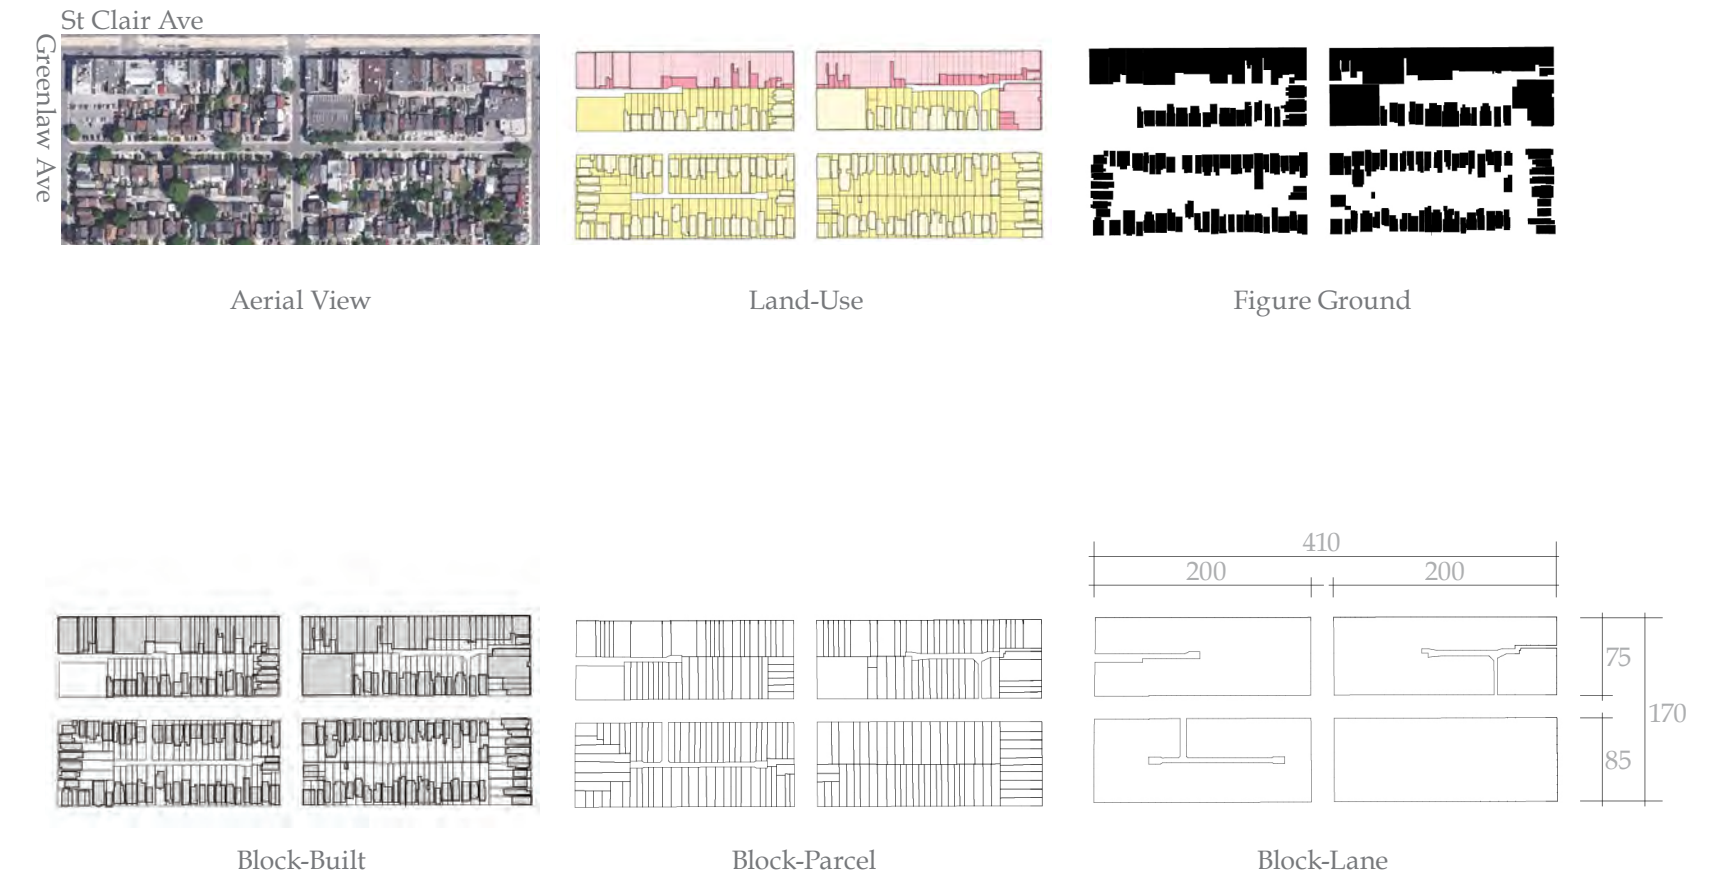 St Clair Ave
Greenlaw Ave
Aerial View
Land-Use
Figure Ground
410
200
200
75
170
85
Block-Built
Block-Parcel
Block-Lane